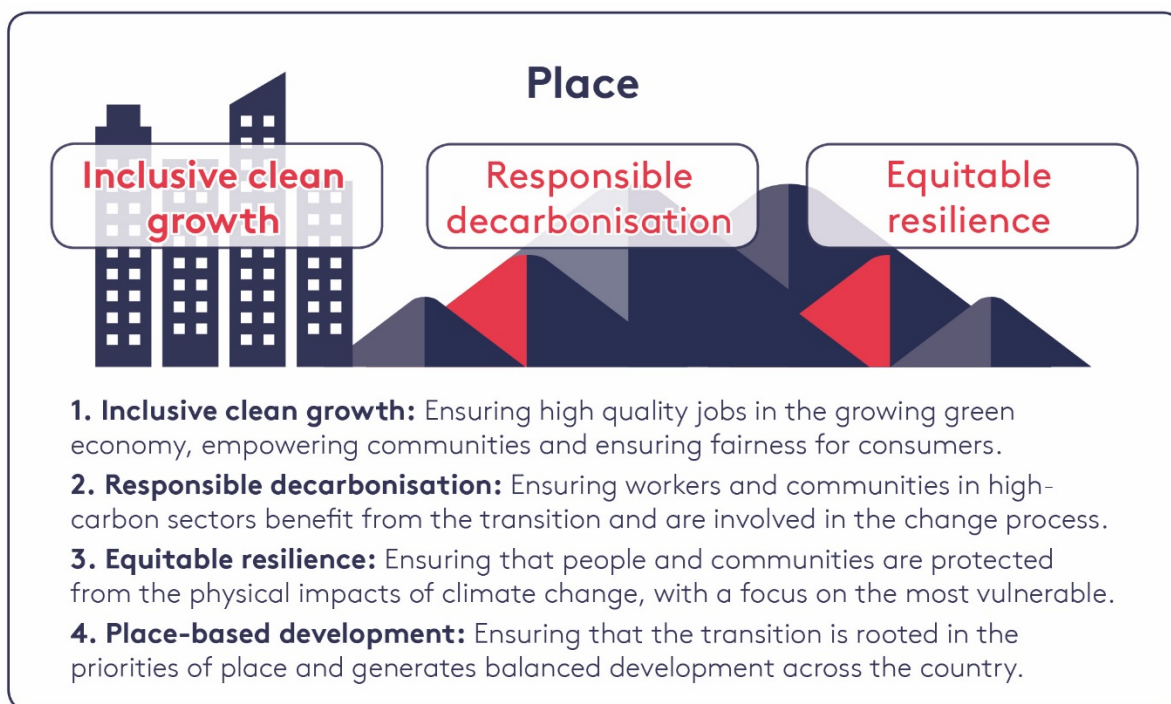 Place
Inclusive clean
growth
Responsible
decarbonisation
Equitable
resilience
1. Inclusive clean growth: Ensuring high quality jobs in the growing green
economy, empowering communities and ensuring fairness for consumers.
2. Responsible decarbonisation: Ensuring workers and communities in high-
carbon sectors benefit from the transition and are involved in the change process.
3. Equitable resilience: Ensuring that people and communities are protected
from the physical impacts of climate change, with a focus on the most vulnerable.
4. Place-based development: Ensuring that the transition is rooted in the
priorities of place and generates balanced development across the country.